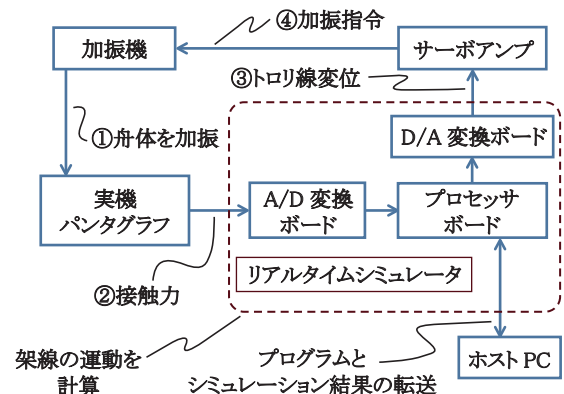 ④加振指令
加振機
サーボアンプ
③トロリ線変位
①舟体を加振
D/A 変換ボード
実機
パンタグラフ
A/D 変換
ボード
プロセッサ
ボード
リアルタイムシミュレータ
②接触力
架線の運動を
計算
プログラムと
シミュレーション結果の転送
ホスト PC